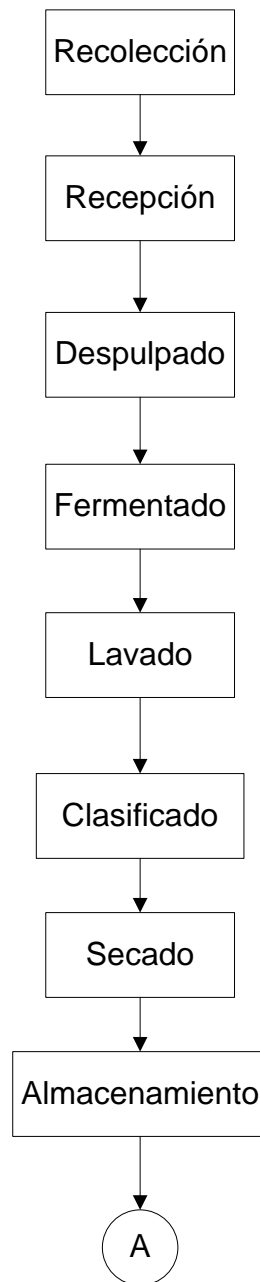 Recolección
Recepción
Despulpado
Fermentado
Lavado
Clasificado
Secado
Almacenamiento
A